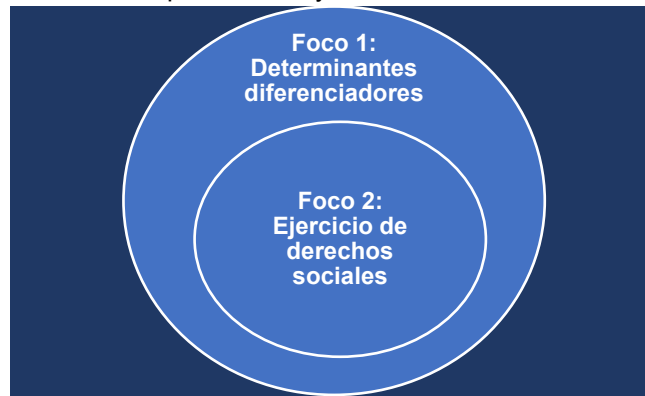 Foco 1:
Determinantes
diferenciadores
Foco 2:
Ejercicio de
derechos
sociales